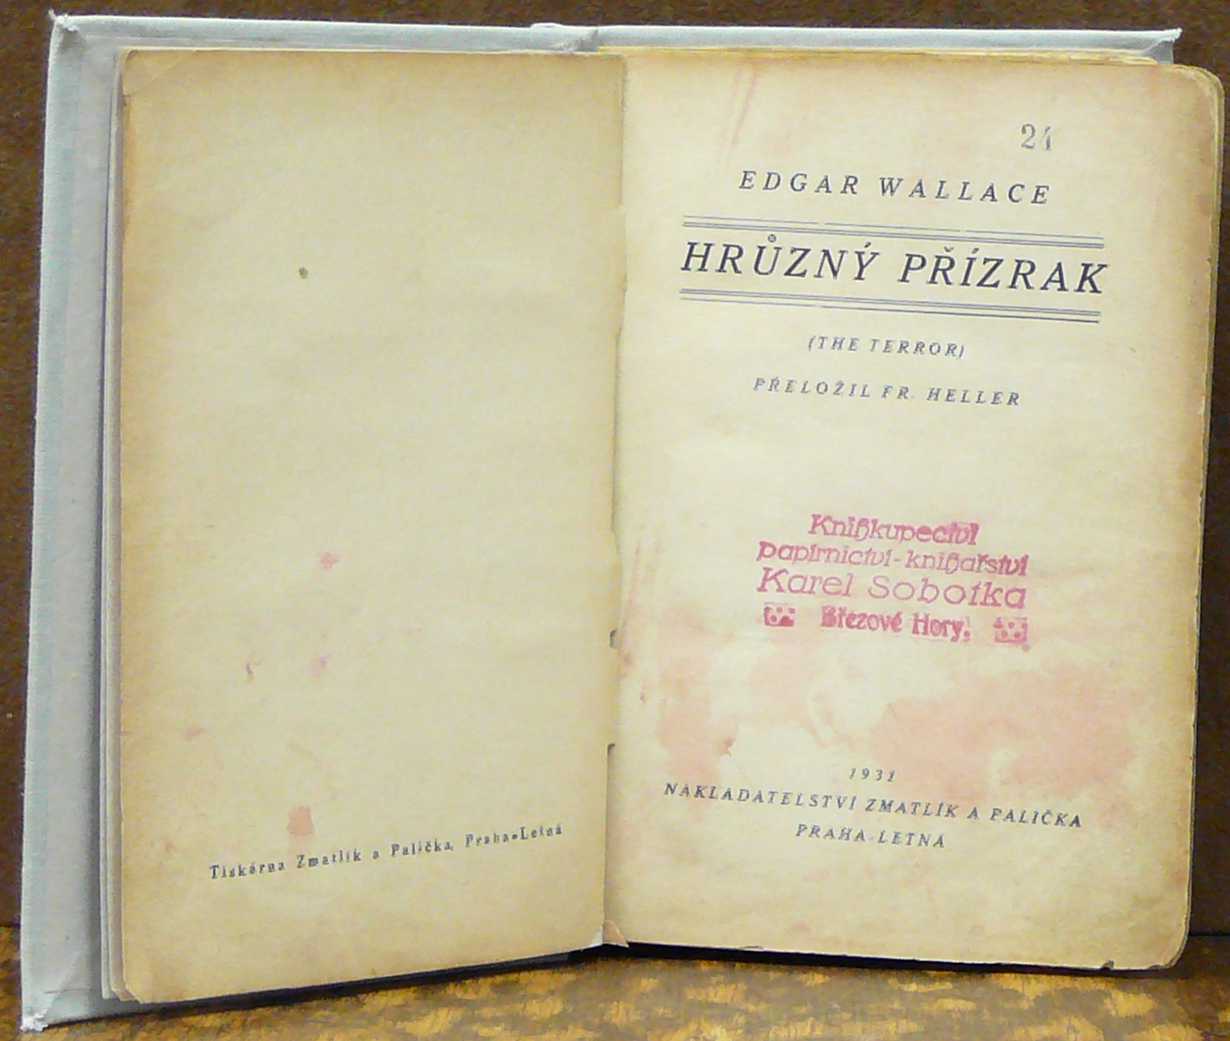 Tiskárna Zmatlík a Palička, Praha-Letná
24
EDGAR WALLACE
HRŮZNÝ PŘÍZRAK
(THE TERROR)
PŘELOŽIL FR. HELLER
Knihkupectví
papírnictví-knihařství
Karel Sobotka
Březové Hory.
1931
NAKLADATELSTVÍ ZMATLÍK A PALIČKA
PRAHA-LETNÁ